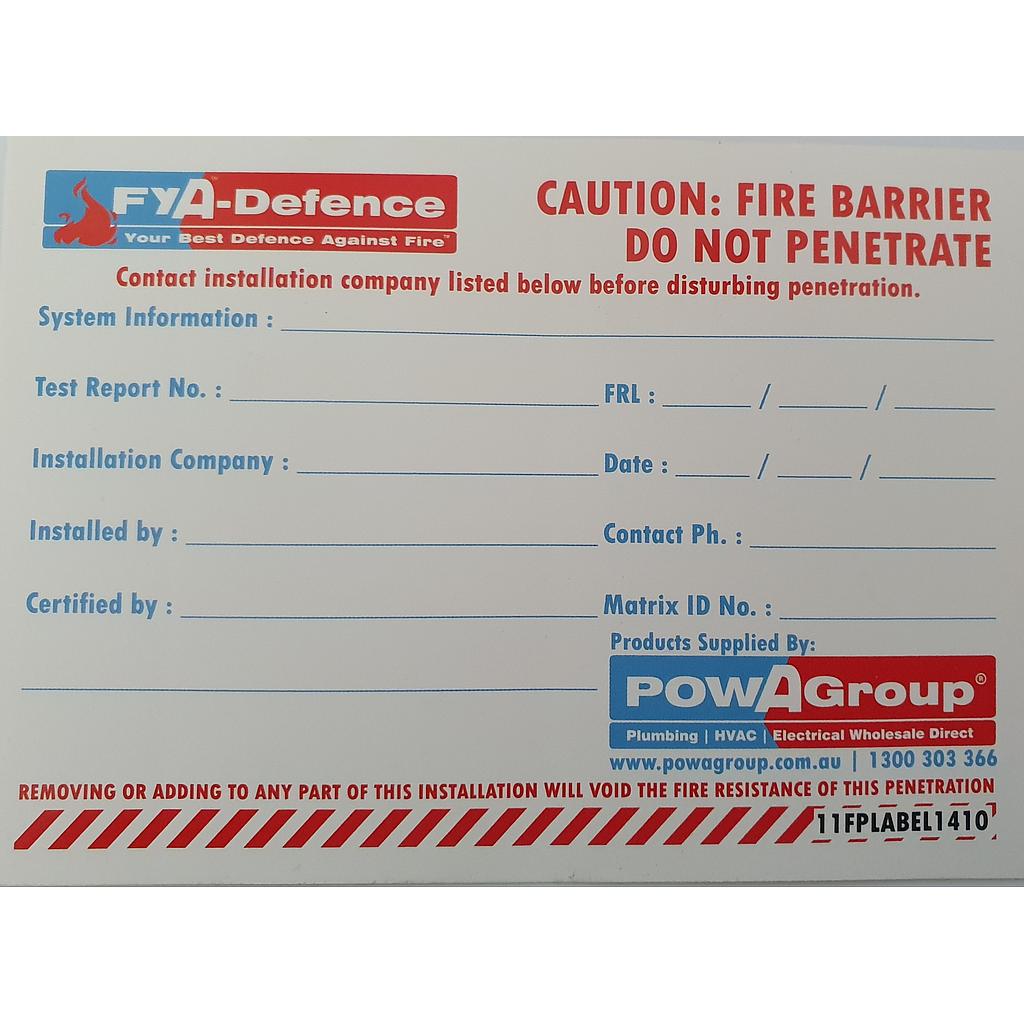 FYA-Defence™
Your Best Defence Against Fire™
CAUTION: FIRE BARRIER
DO NOT PENETRATE
Contact installation company listed below before disturbing penetration.
System Information :
Test Report No. : FRL : / /
Installation Company : Date : / /
Installed by : Contact Ph. :
Certified by : Matrix ID No. :
Products Supplied By:
POWAGroup®
Plumbing | HVAC | Electrical Wholesale Direct
www.powagroup.com.au | 1300 303 366
REMOVING OR ADDING TO ANY PART OF THIS INSTALLATION WILL VOID THE FIRE RESISTANCE OF THIS PENETRATION
11FPLABEL1410